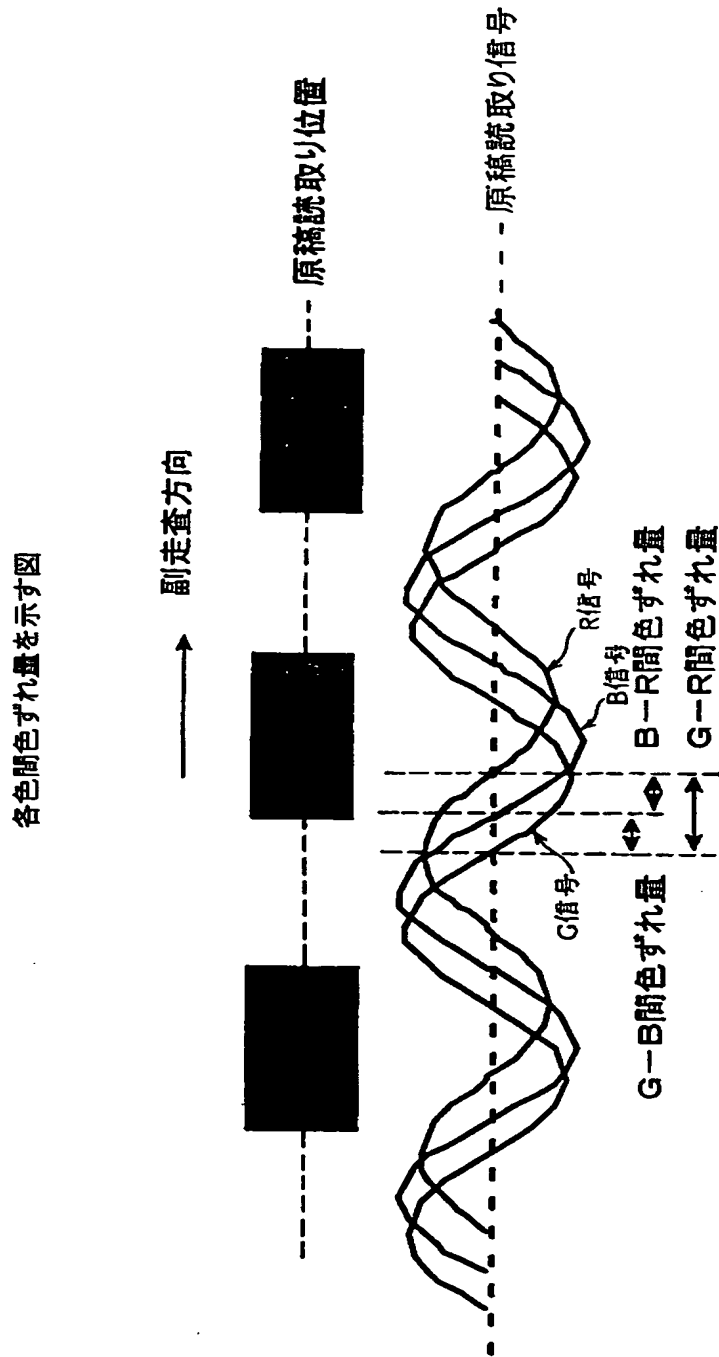 各色間色ずれ量を示す図
副走査方向
原稿読取り位置
原稿読取り信号
R信号
B信号
G信号
G－B間色ずれ量
B－R間色ずれ量
G－R間色ずれ量